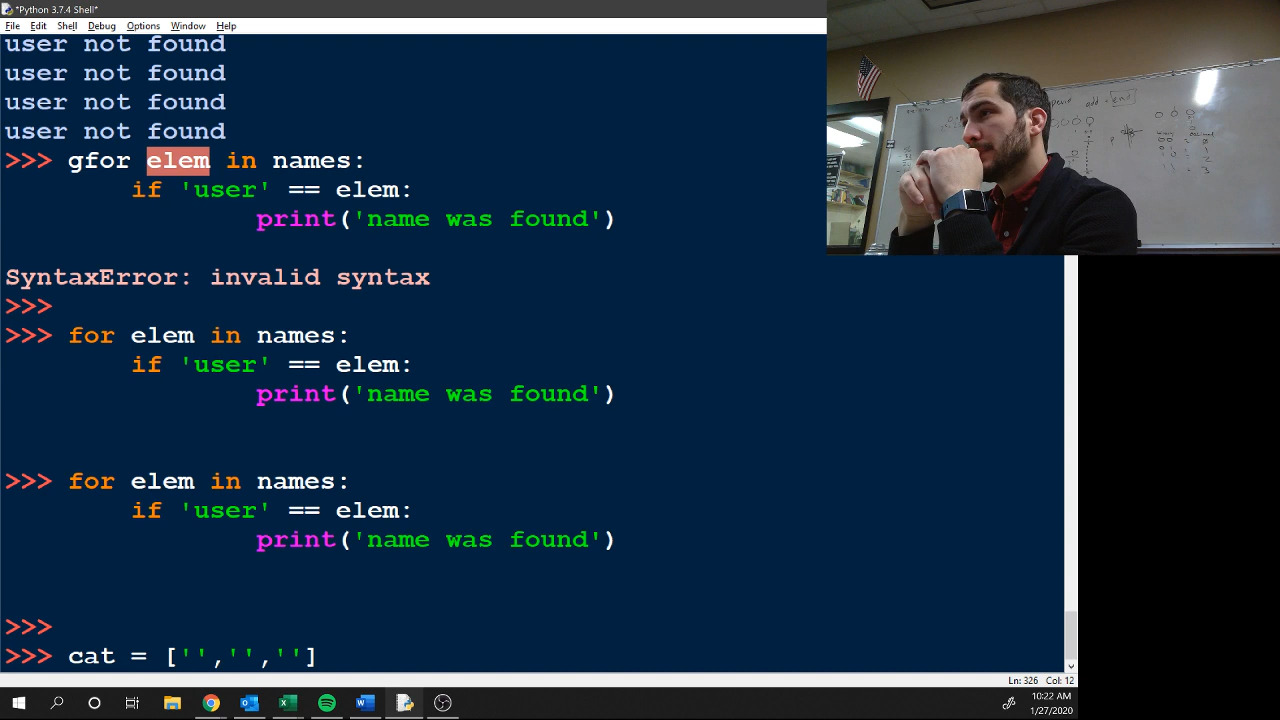 *Python 3.7.4 Shell*
File Edit Shell Debug Options Window Help
user not found
user not found
user not found
user not found
>>> gfor elem in names:
if 'user' == elem:
print('name was found')
SyntaxError: invalid syntax
>>>
>>> for elem in names:
if 'user' == elem:
print('name was found')
>>> for elem in names:
if 'user' == elem:
print('name was found')
>>>
>>> cat = ['','','']
Ln: 326 Col: 12
10:22 AM
1/27/2020